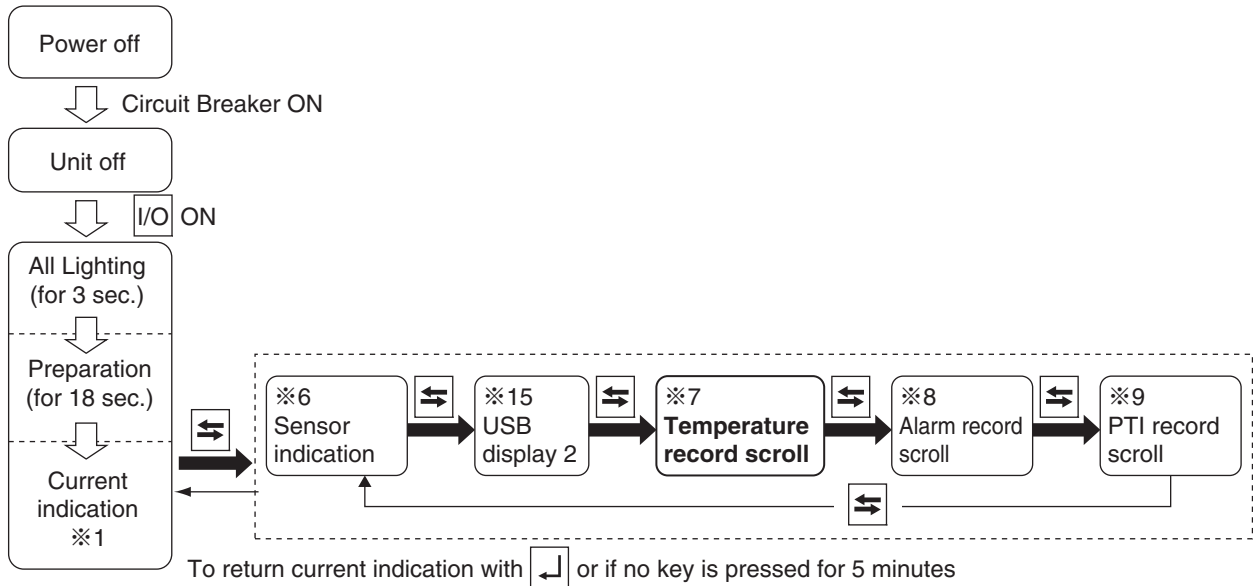 Power off
Circuit Breaker ON
Unit off
I/O ON
All Lighting
(for 3 sec.)
Preparation
(for 18 sec.)
Current
indication
※1
※6
Sensor
indication
※15
USB
display 2
※7
Temperature
record scroll
※8
Alarm record
scroll
※9
PTI record
scroll
To return current indication with ↵ or if no key is pressed for 5 minutes